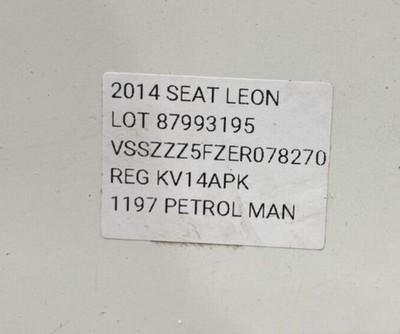 2014 SEAT LEON
LOT 87993195
VSSZZZ5FZER078270
REG KV14APK
1197 PETROL MAN